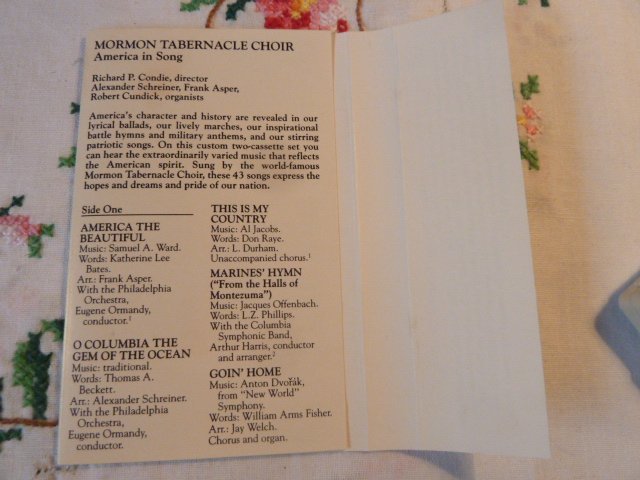 MORMON TABERNACLE CHOIR
America in Song
Richard P. Condie, director
Alexander Schreiner, Frank Asper,
Robert Cundick, organists
America's character and history are revealed in our
lyrical ballads, our lively marches, our inspirational
battle hymns and military anthems, and our stirring
patriotic songs. On this custom two-cassette set you
can hear the extraordinarily varied music that reflects
the American spirit. Sung by the world-famous
Mormon Tabernacle Choir, these 43 songs express the
hopes and dreams and pride of our nation.
Side One
AMERICA THE
BEAUTIFUL
Music: Samuel A. Ward.
Words: Katherine Lee
Bates.
Arr.: Frank Asper.
With the Philadelphia
Orchestra,
Eugene Ormandy,
conductor.¹
O COLUMBIA THE
GEM OF THE OCEAN
Music: traditional.
Words: Thomas A.
Beckett.
Arr.: Alexander Schreiner.
With the Philadelphia
Orchestra,
Eugene Ormandy,
conductor.
THIS IS MY
COUNTRY
Music: Al Jacobs.
Words: Don Raye.
Arr.: L. Durham.
Unaccompanied chorus.¹
MARINES' HYMN
("From the Halls of
Montezuma")
Music: Jacques Offenbach.
Words: L.Z. Phillips.
With the Columbia
Symphonic Band,
Arthur Harris, conductor
and arranger.²
GOIN' HOME
Music: Anton Dvořák,
from "New World"
Symphony.
Words: William Arms Fisher.
Arr.: Jay Welch.
Chorus and organ.